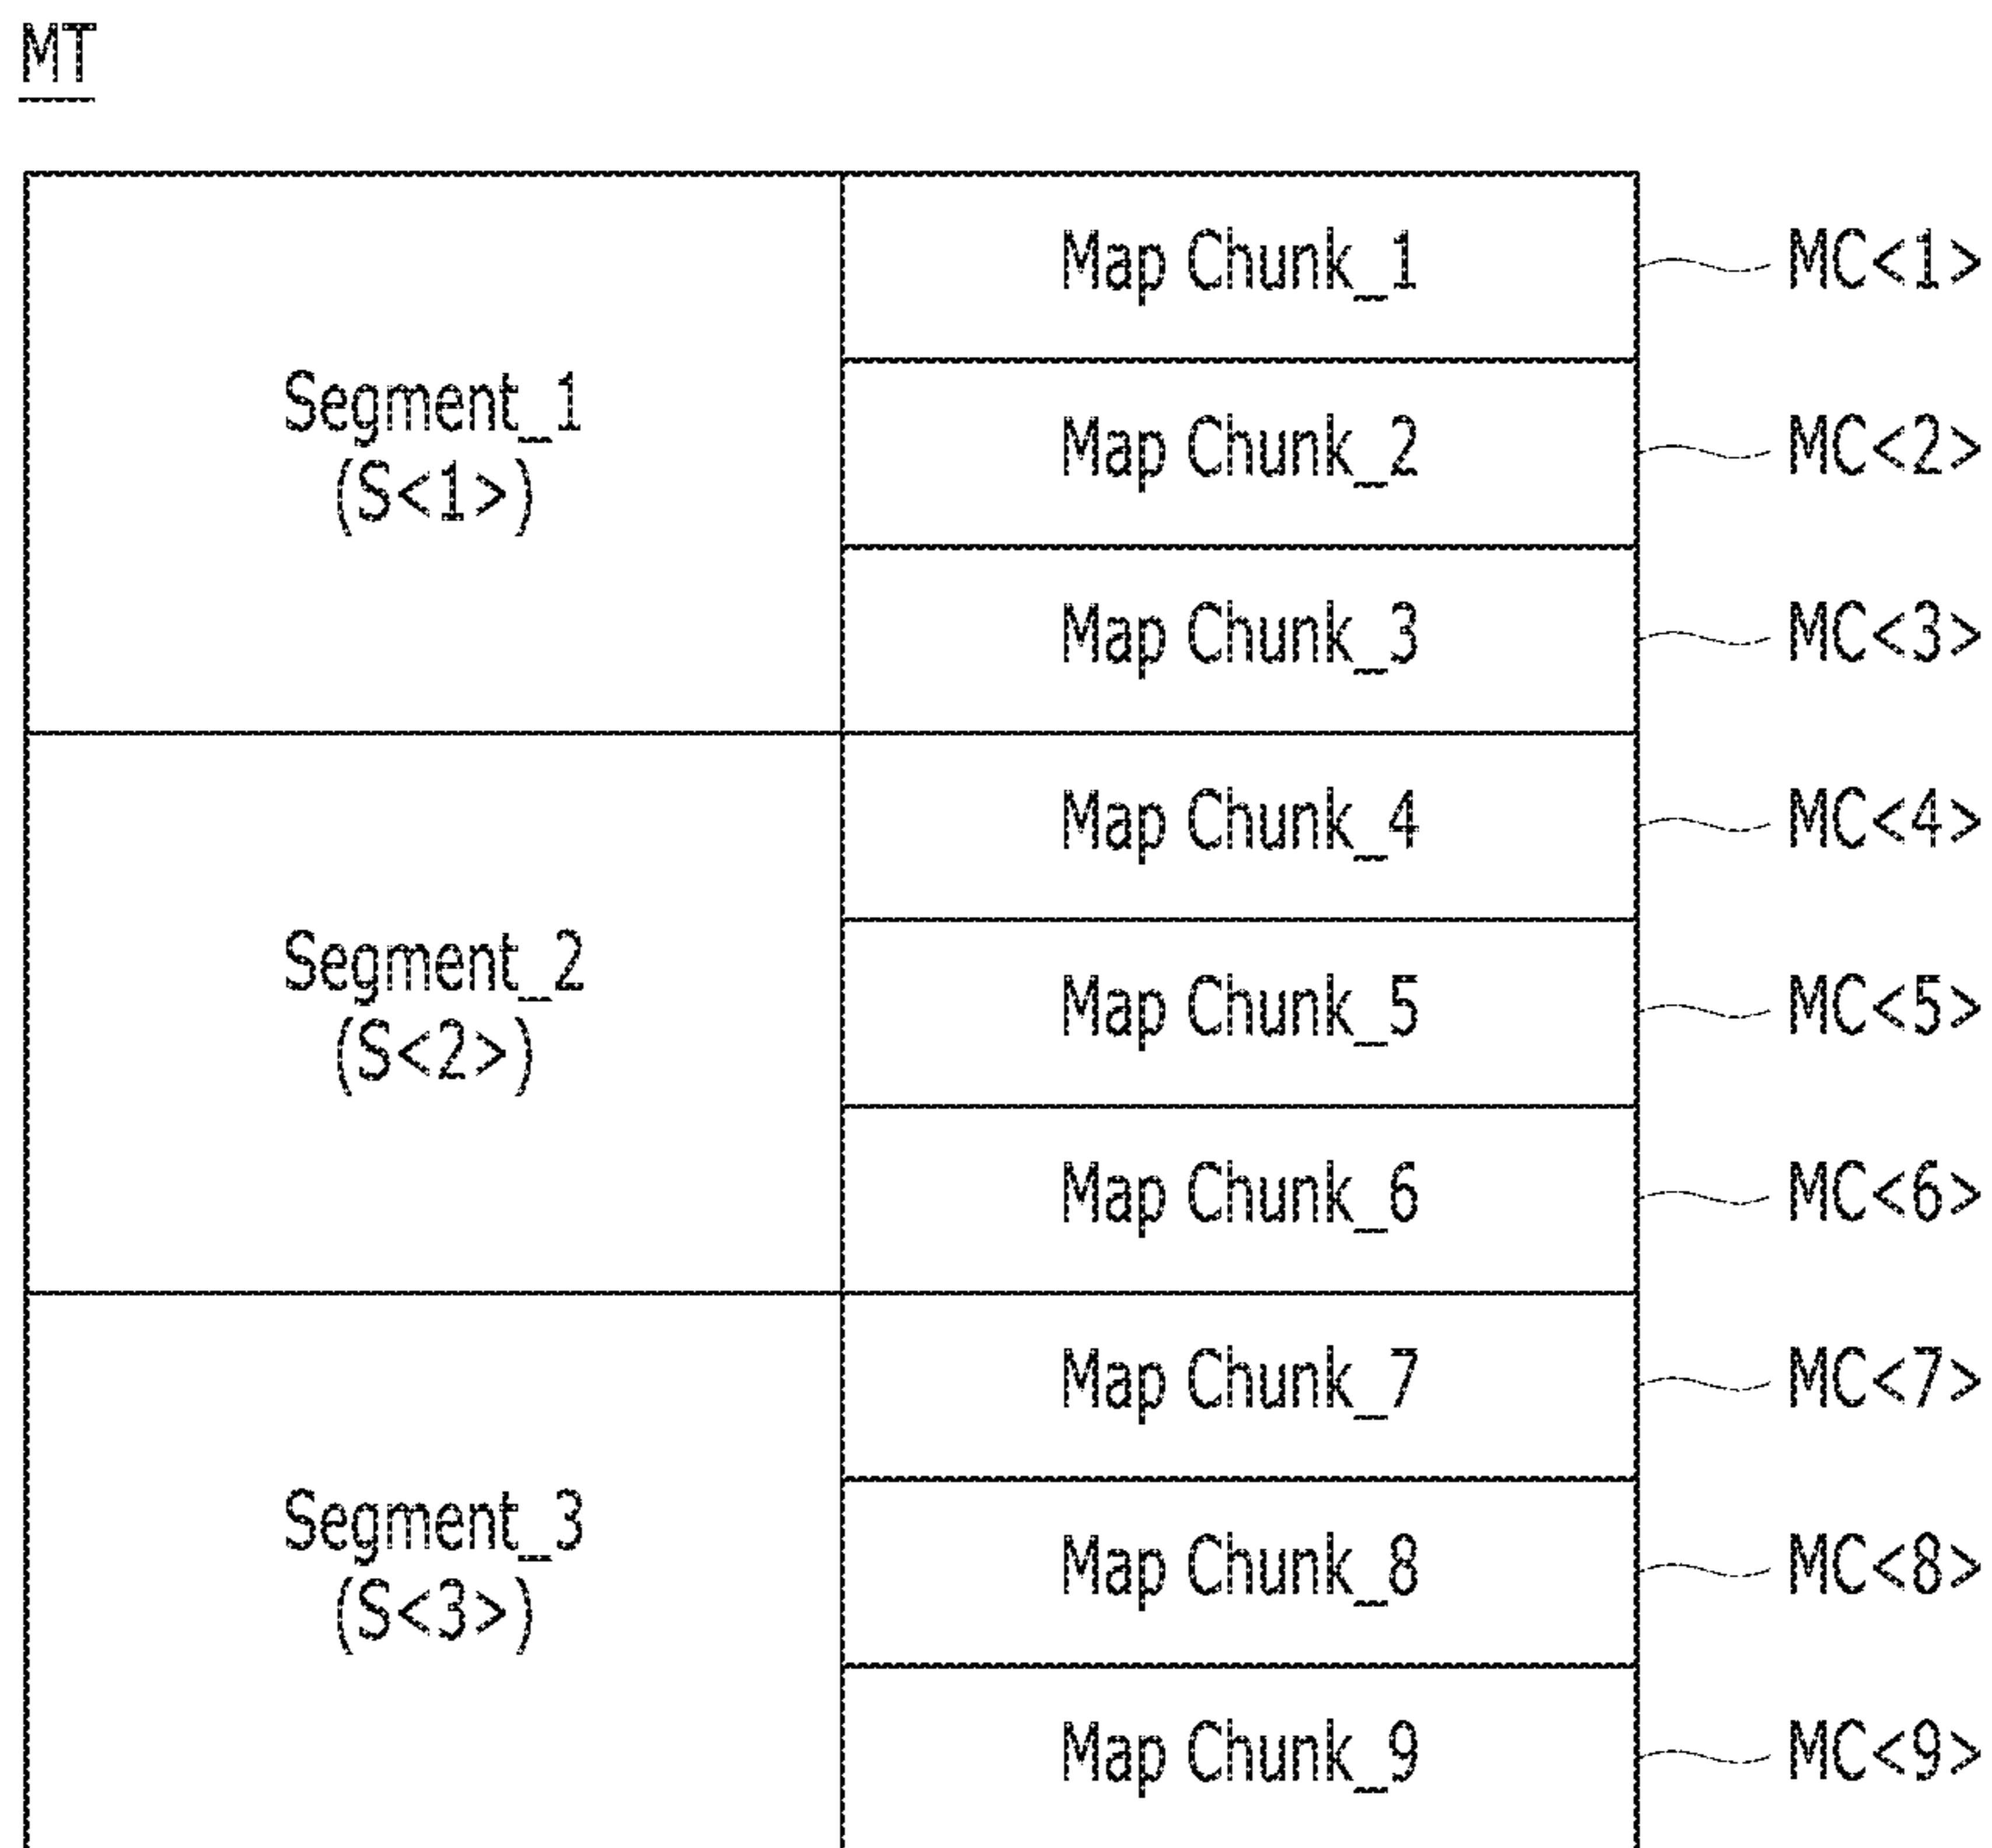 MT
Segment_1
(S<1>)
Map Chunk_1
MC<1>
Map Chunk_2
MC<2>
Map Chunk_3
MC<3>
Segment_2
(S<2>)
Map Chunk_4
MC<4>
Map Chunk_5
MC<5>
Map Chunk_6
MC<6>
Segment_3
(S<3>)
Map Chunk_7
MC<7>
Map Chunk_8
MC<8>
Map Chunk_9
MC<9>